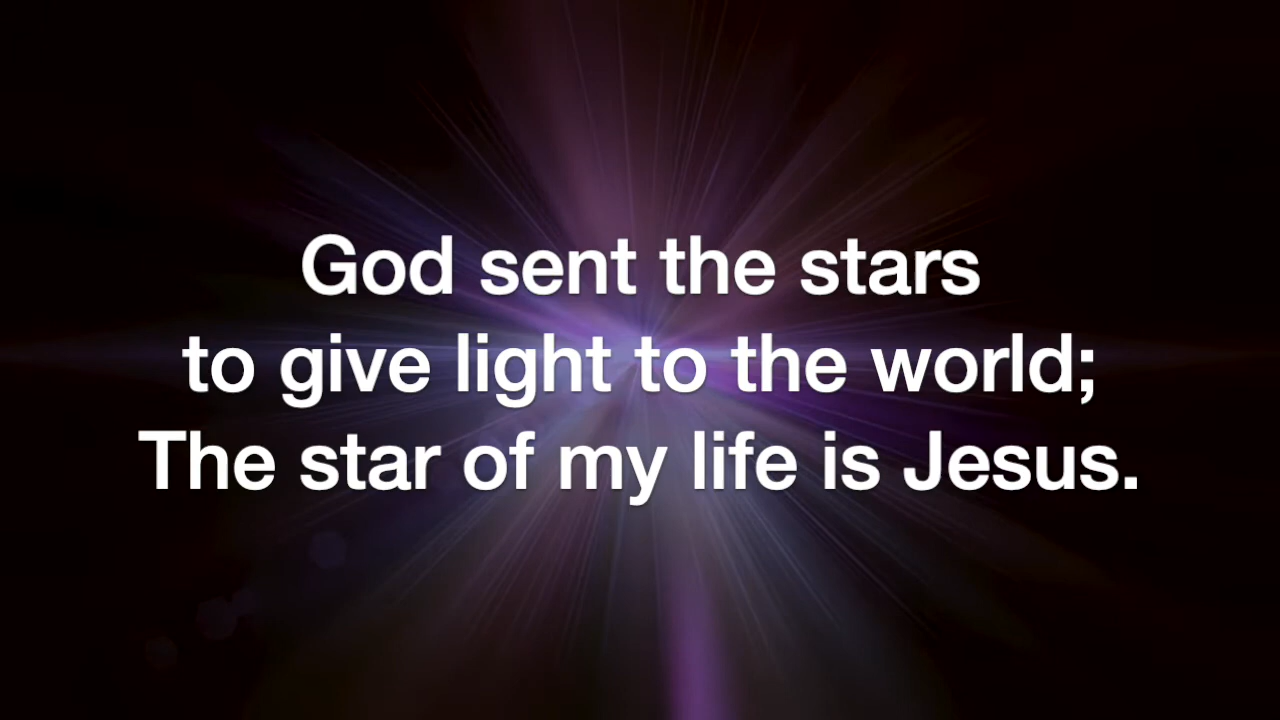 God sent the stars
to give light to the world;
The star of my life is Jesus.